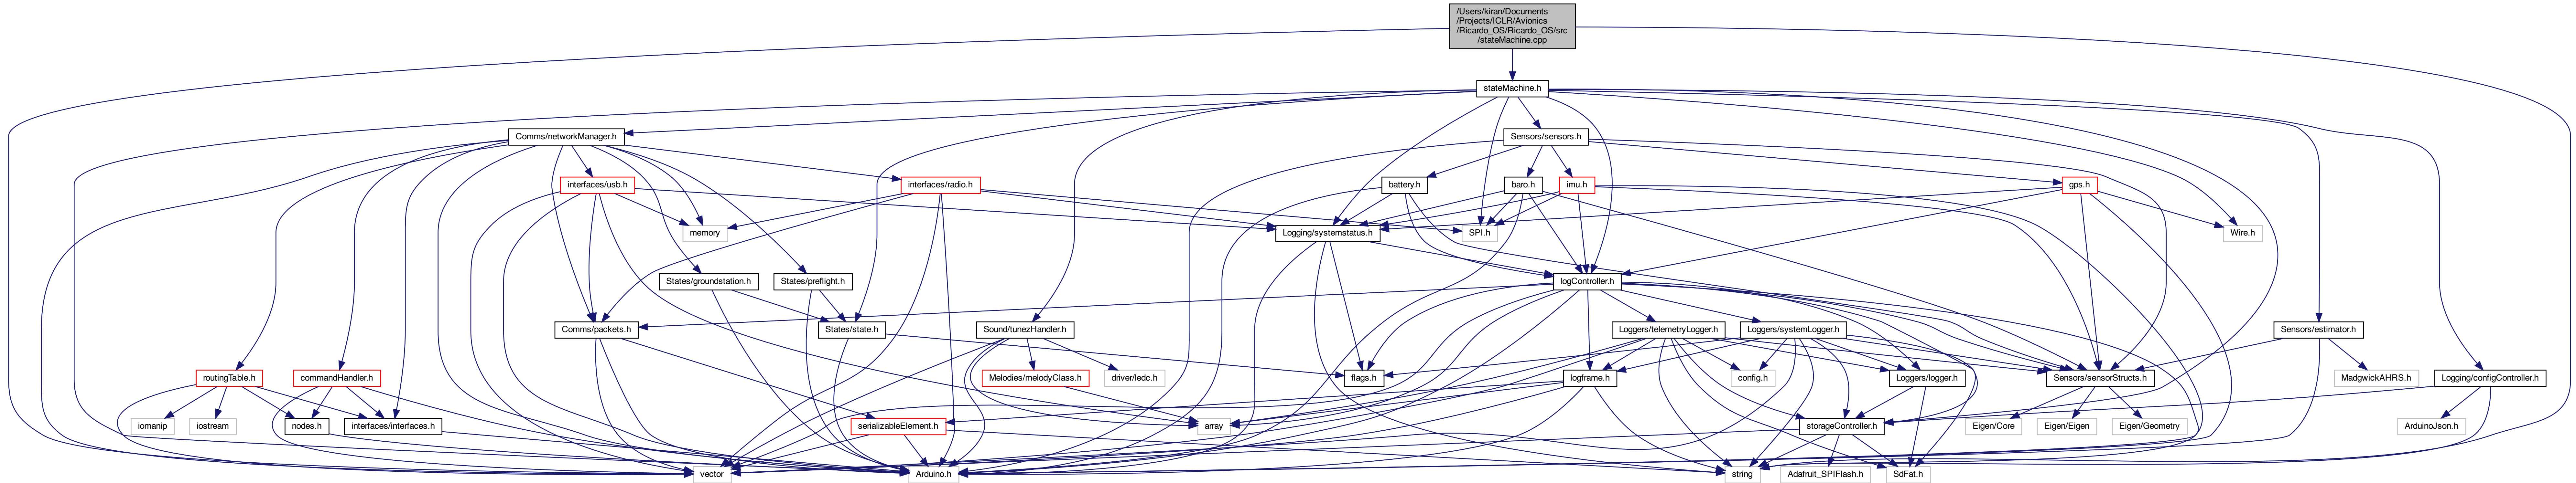 /Users/kiran/Documents
/Projects/ICLR/Avionics
/Ricardo_OS/Ricardo_OS/src
/stateMachine.cpp
stateMachine.h
Comms/networkManager.h
Sensors/sensors.h
interfaces/usb.h
interfaces/radio.h
battery.h
baro.h
imu.h
gps.h
memory
Logging/systemstatus.h
SPI.h
Wire.h
States/groundstation.h
States/preflight.h
logController.h
Comms/packets.h
States/state.h
Sound/tunezHandler.h
Loggers/telemetryLogger.h
Loggers/systemLogger.h
Sensors/estimator.h
routingTable.h
commandHandler.h
Melodies/melodyClass.h
driver/ledc.h
flags.h
logframe.h
config.h
Loggers/logger.h
Sensors/sensorStructs.h
MadgwickAHRS.h
Logging/configController.h
iomanip
iostream
nodes.h
interfaces/interfaces.h
serializableElement.h
array
storageController.h
Eigen/Core
Eigen/Eigen
Eigen/Geometry
ArduinoJson.h
vector
Arduino.h
string
Adafruit_SPIFlash.h
SdFat.h